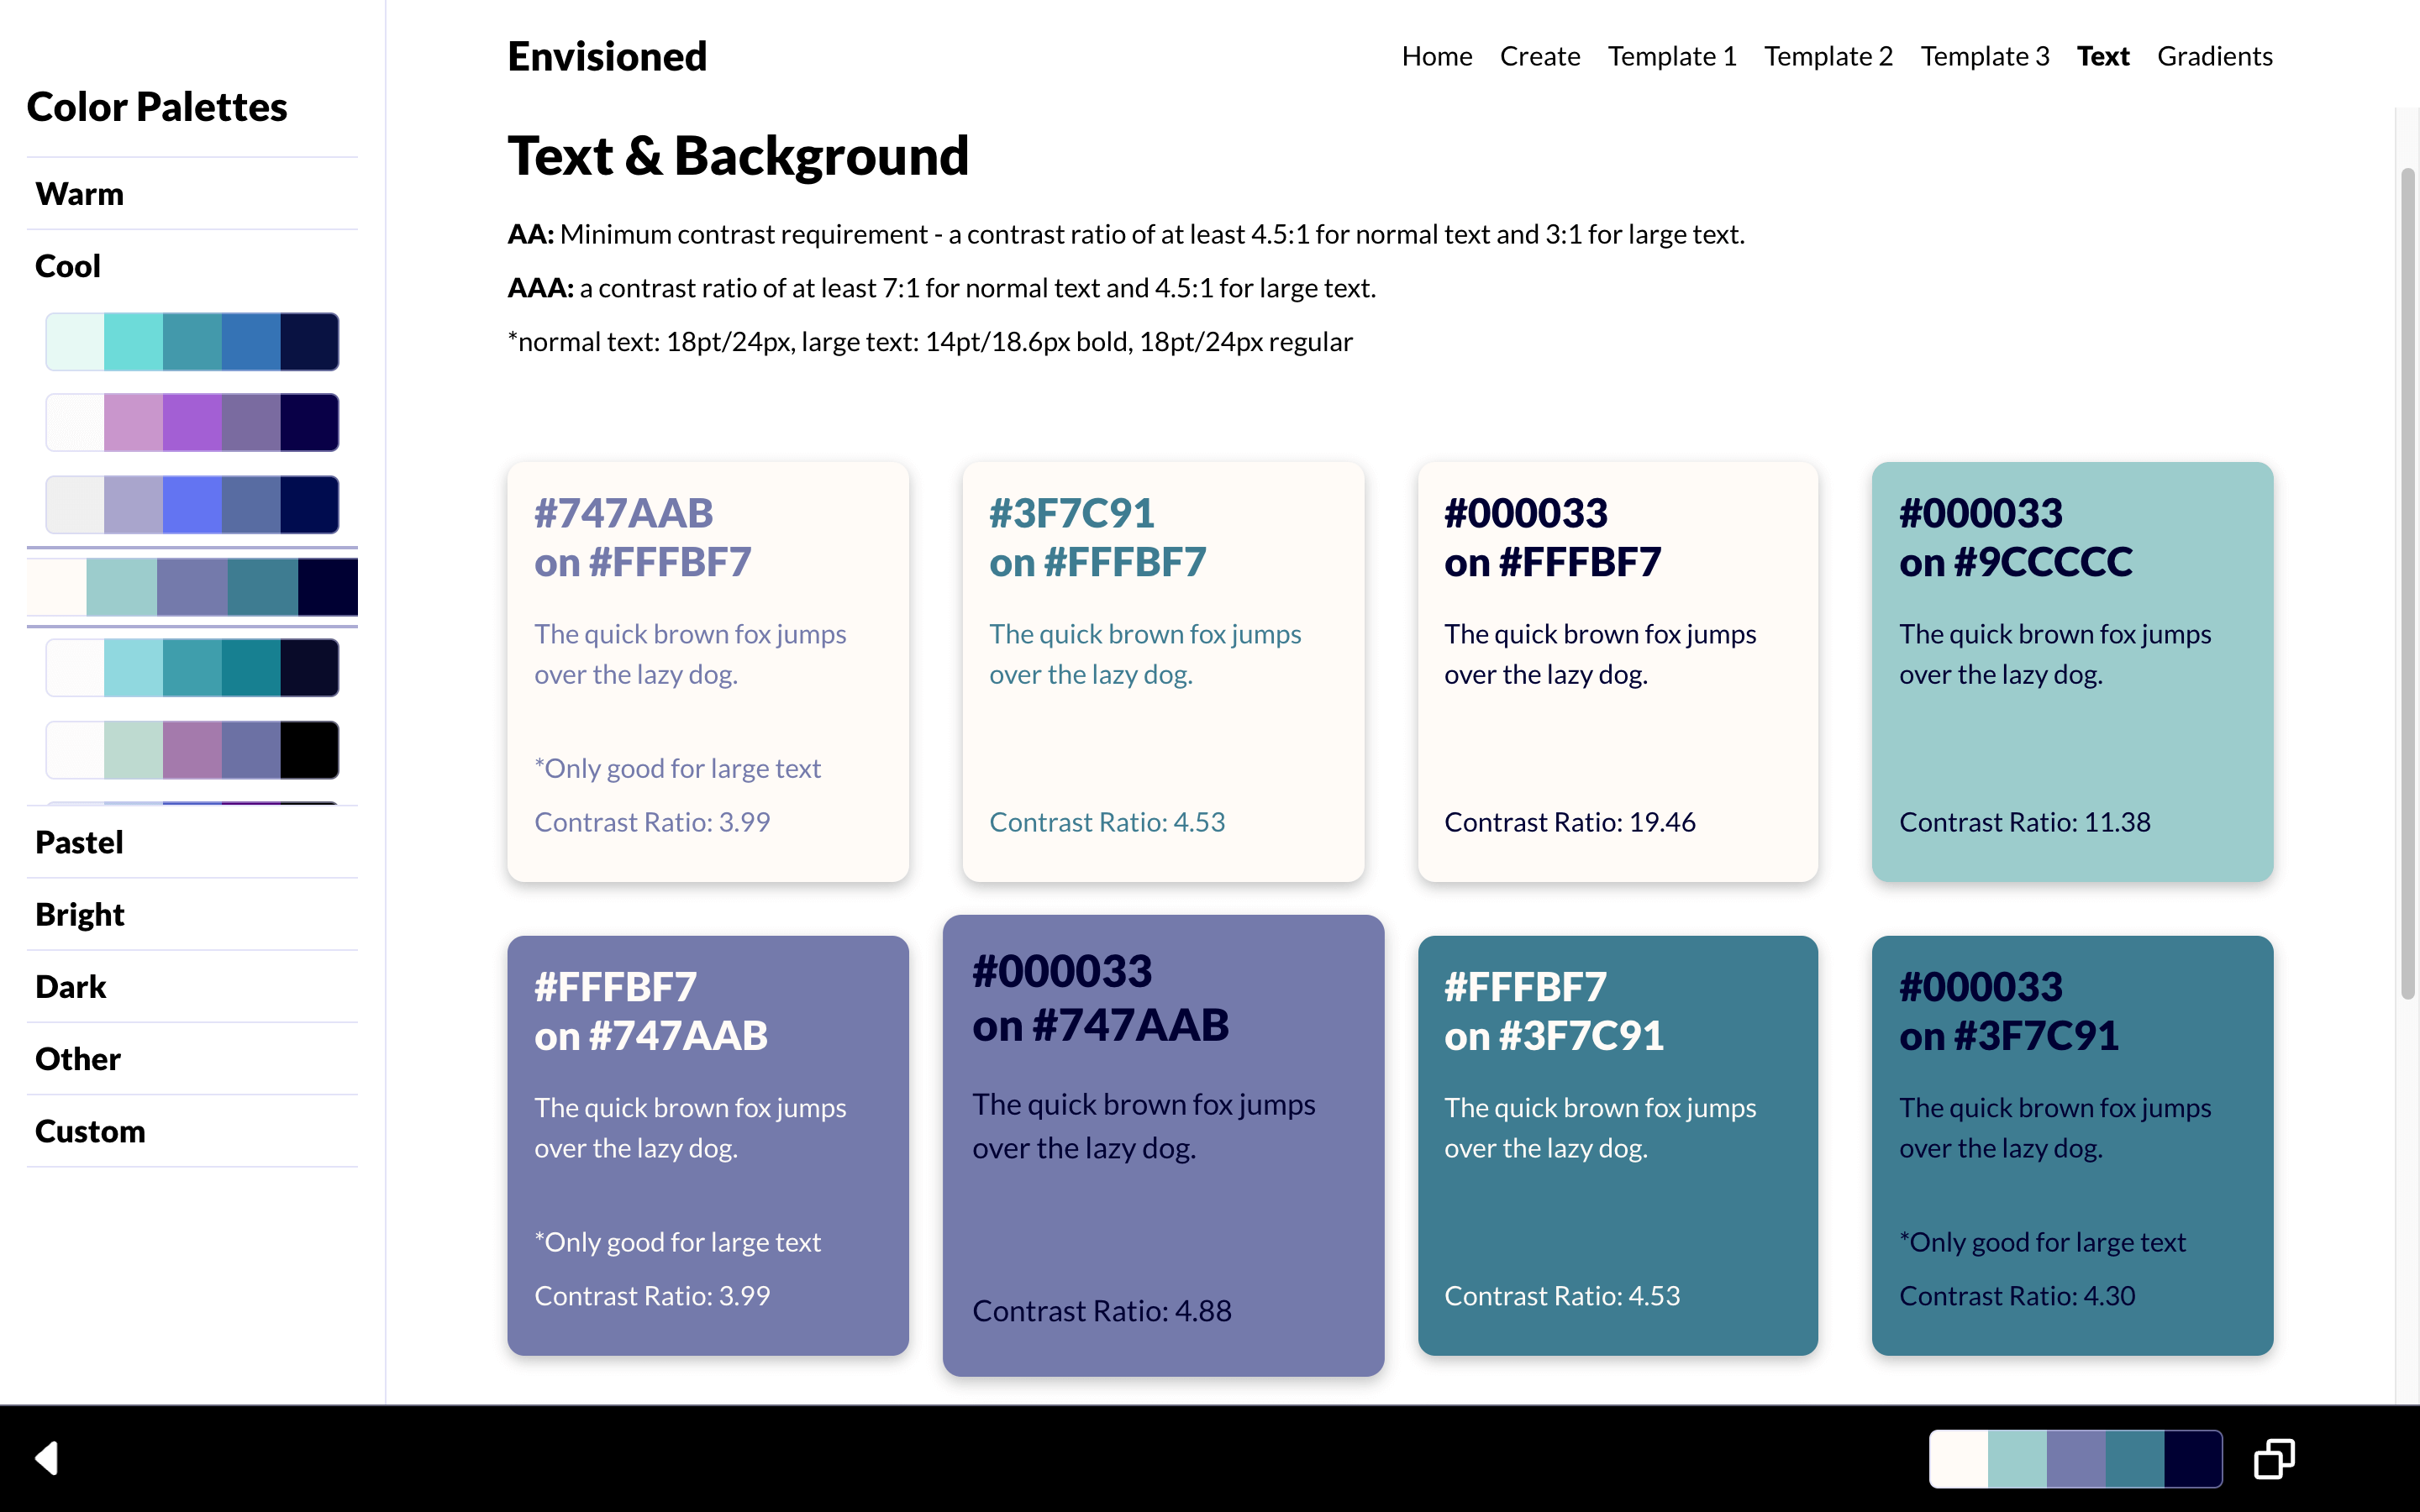 Envisioned
Home Create Template 1 Template 2 Template 3 Text Gradients
Color Palettes
Warm
Cool
Pastel
Bright
Dark
Other
Custom
Text & Background
AA: Minimum contrast requirement - a contrast ratio of at least 4.5:1 for normal text and 3:1 for large text.
AAA: a contrast ratio of at least 7:1 for normal text and 4.5:1 for large text.
*normal text: 18pt/24px, large text: 14pt/18.6px bold, 18pt/24px regular
#747AAB
on #FFFBF7
The quick brown fox jumps
over the lazy dog.
*Only good for large text
Contrast Ratio: 3.99
#3F7C91
on #FFFBF7
The quick brown fox jumps
over the lazy dog.
Contrast Ratio: 4.53
#000033
on #FFFBF7
The quick brown fox jumps
over the lazy dog.
Contrast Ratio: 19.46
#000033
on #9CCCCC
The quick brown fox jumps
over the lazy dog.
Contrast Ratio: 11.38
#FFFBF7
on #747AAB
The quick brown fox jumps
over the lazy dog.
*Only good for large text
Contrast Ratio: 3.99
#000033
on #747AAB
The quick brown fox jumps
over the lazy dog.
Contrast Ratio: 4.88
#FFFBF7
on #3F7C91
The quick brown fox jumps
over the lazy dog.
Contrast Ratio: 4.53
#000033
on #3F7C91
The quick brown fox jumps
over the lazy dog.
*Only good for large text
Contrast Ratio: 4.30